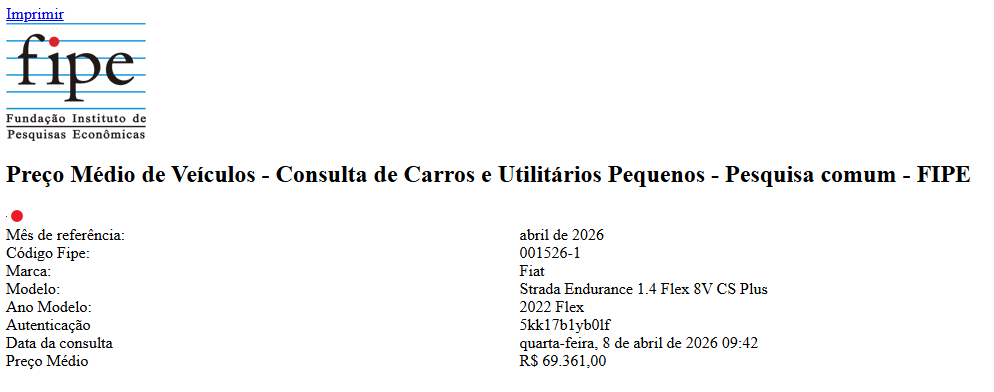 Imprimir
fipe
Fundação Instituto de
Pesquisas Econômicas
Preço Médio de Veículos - Consulta de Carros e Utilitários Pequenos - Pesquisa comum - FIPE
Mês de referência: abril de 2026
Código Fipe: 001526-1
Marca: Fiat
Modelo: Strada Endurance 1.4 Flex 8V CS Plus
Ano Modelo: 2022 Flex
Autenticação 5kk17b1yb0lf
Data da consulta quarta-feira, 8 de abril de 2026 09:42
Preço Médio R$ 69.361,00